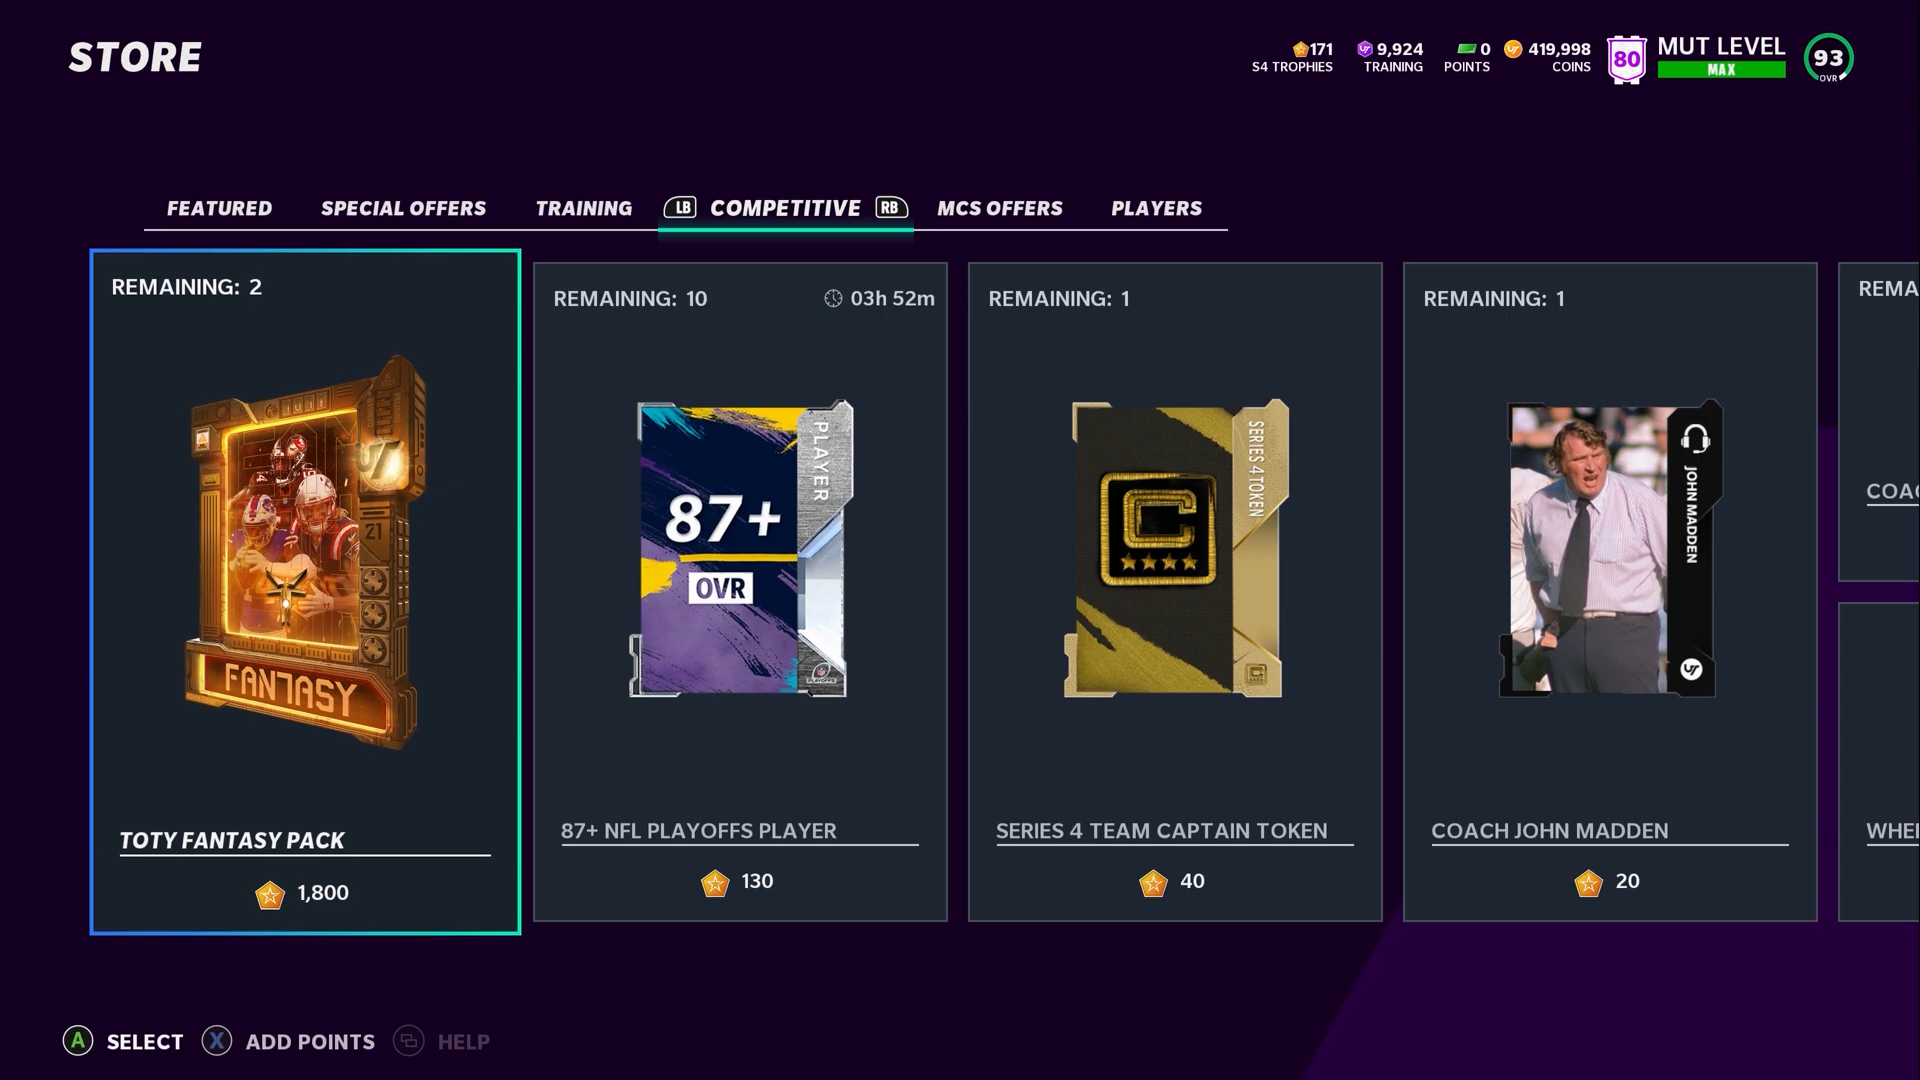 STORE
171
S4 TROPHIES
9,924
TRAINING
0
POINTS
419,998
COINS
80
MUT LEVEL
MAX
93
OVR
FEATURED
SPECIAL OFFERS
TRAINING
LB
COMPETITIVE
RB
MCS OFFERS
PLAYERS
REMAINING: 2
21
FANTASY
TOTY FANTASY PACK
1,800
REMAINING: 10
03h 52m
PLAYER
87+
OVR
PLAYOFFS
87+ NFL PLAYOFFS PLAYER
130
REMAINING: 1
SERIES 4 TOKEN
C
SERIES 4 TEAM CAPTAIN TOKEN
40
REMAINING: 1
JOHN MADDEN
UT
COACH JOHN MADDEN
20
REMA
COAC
WHE
A SELECT
X ADD POINTS
HELP